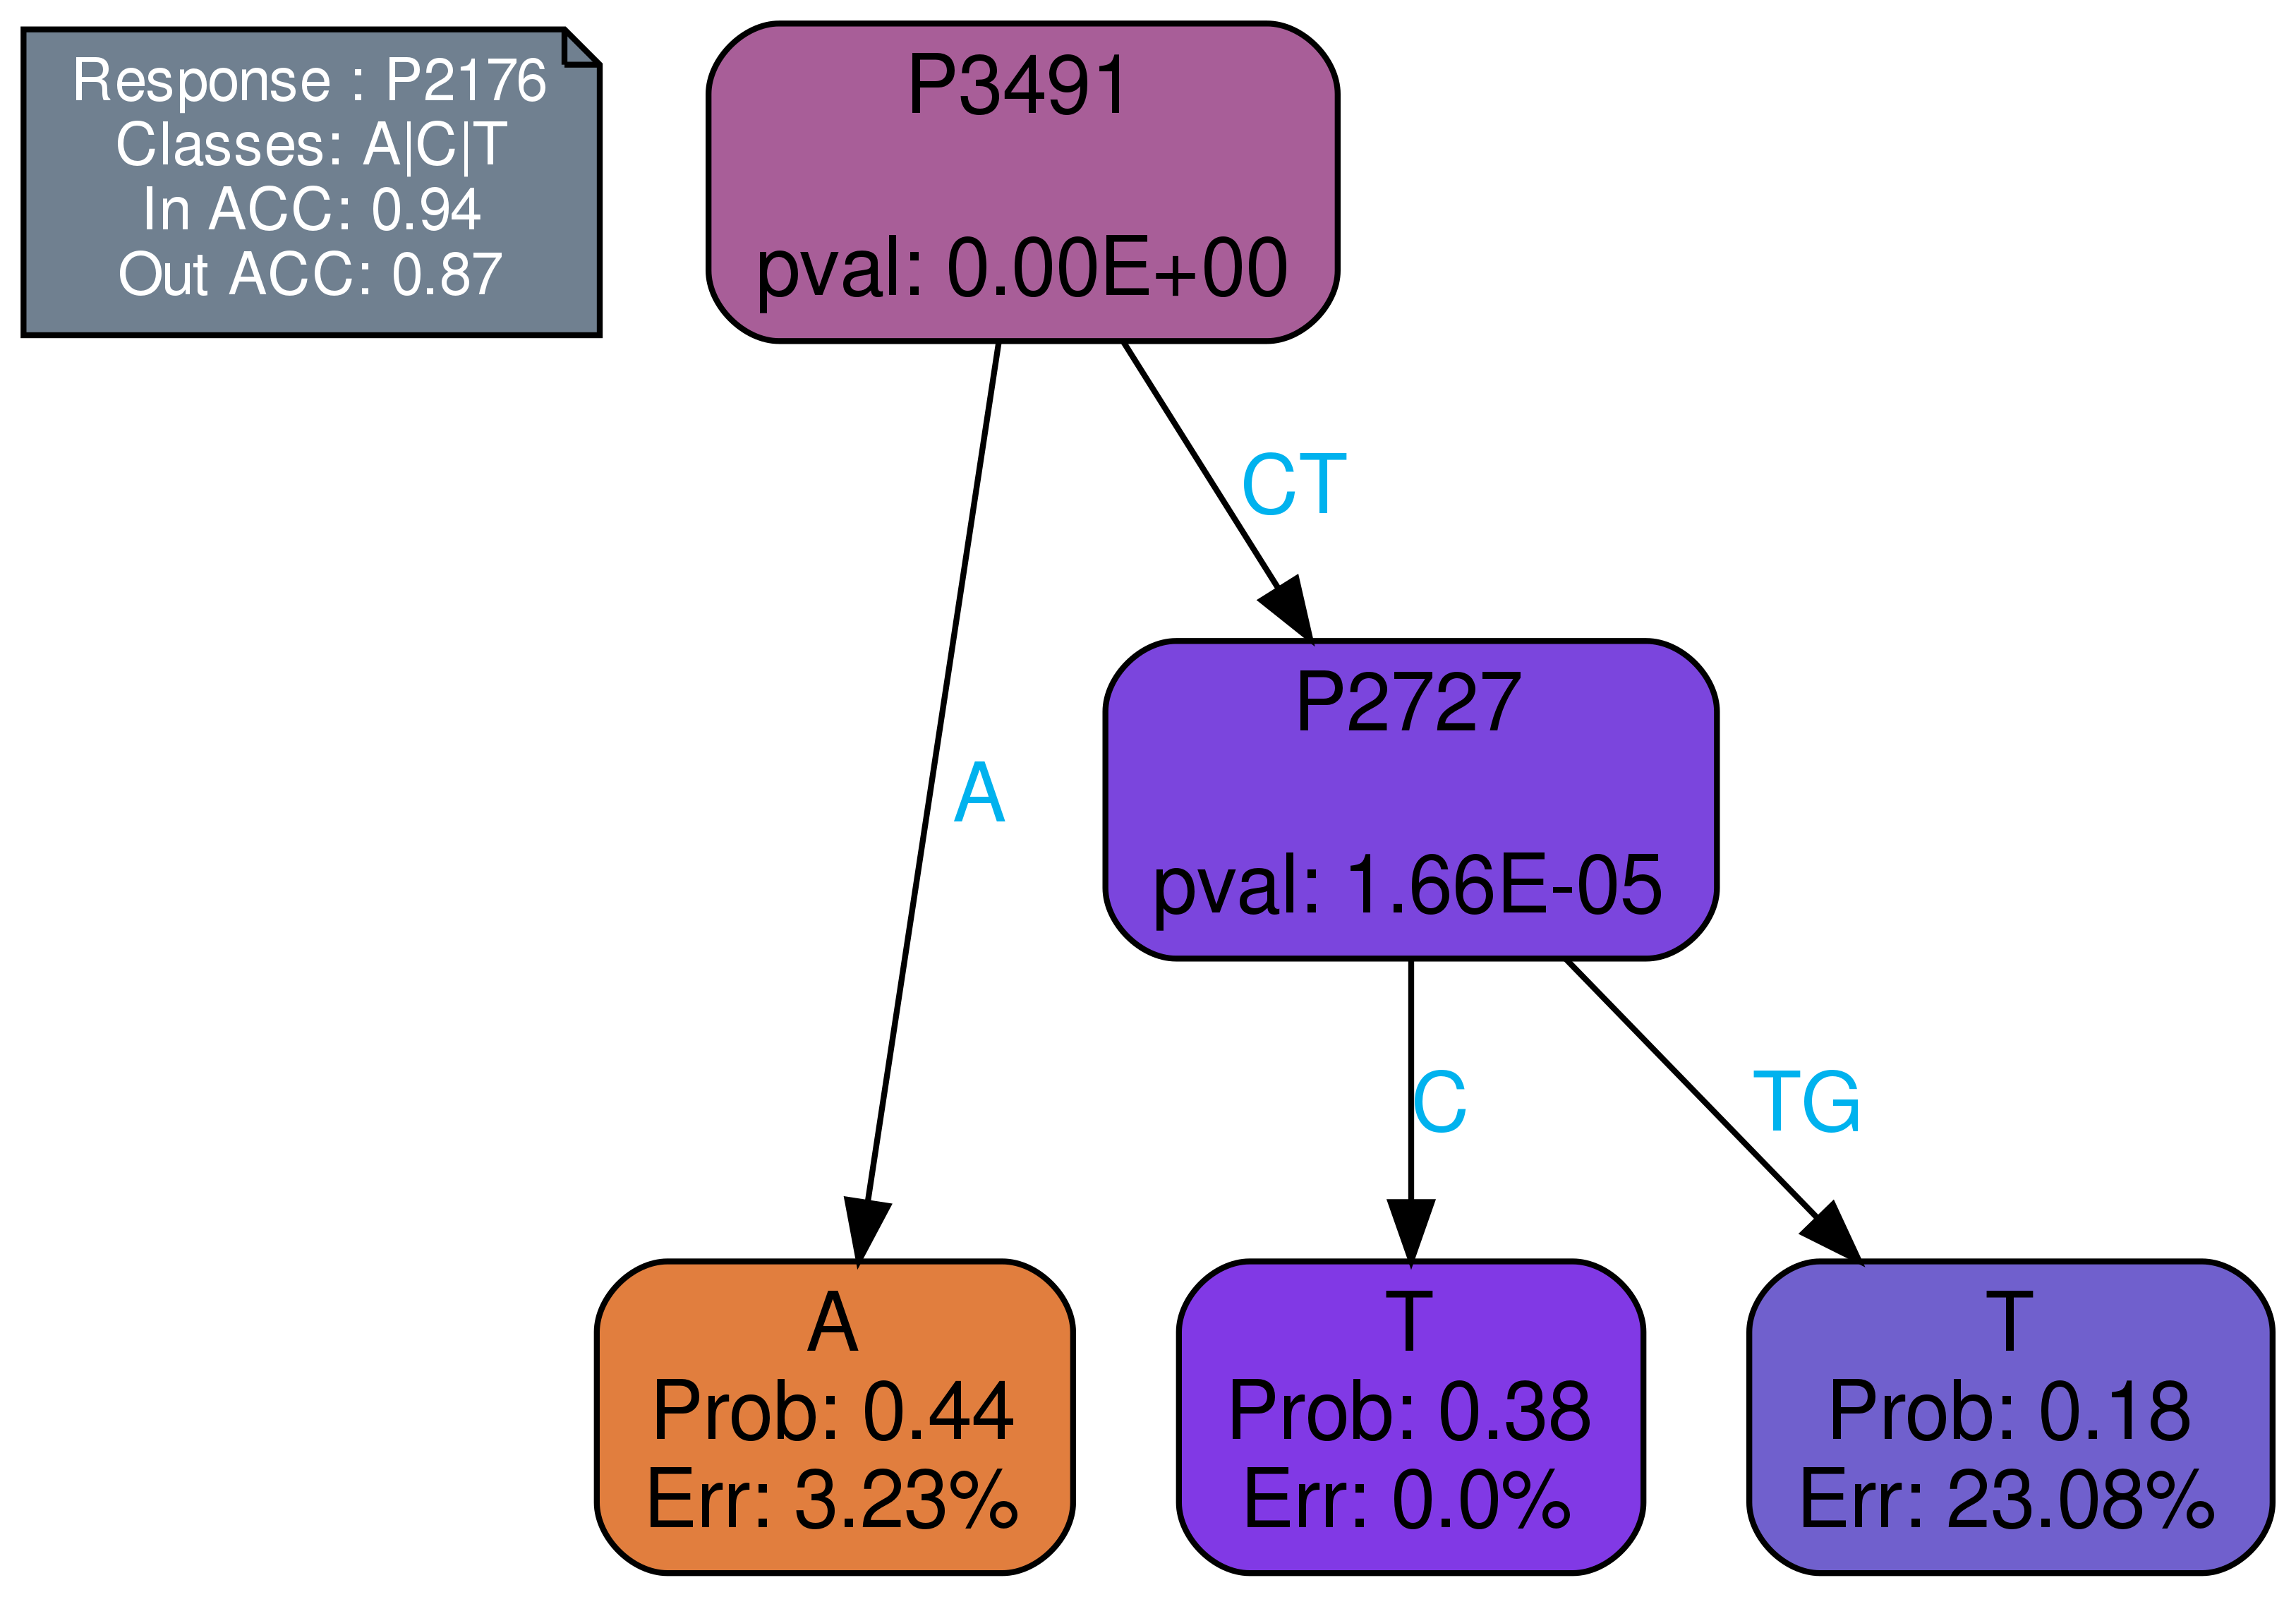 Response : P2176
Classes: A|C|T
In ACC: 0.94
Out ACC: 0.87
P3491
pval: 0.00E+00
CT
A
P2727
pval: 1.66E-05
C
TG
A
Prob: 0.44
Err: 3.23%
T
Prob: 0.38
Err: 0.0%
T
Prob: 0.18
Err: 23.08%